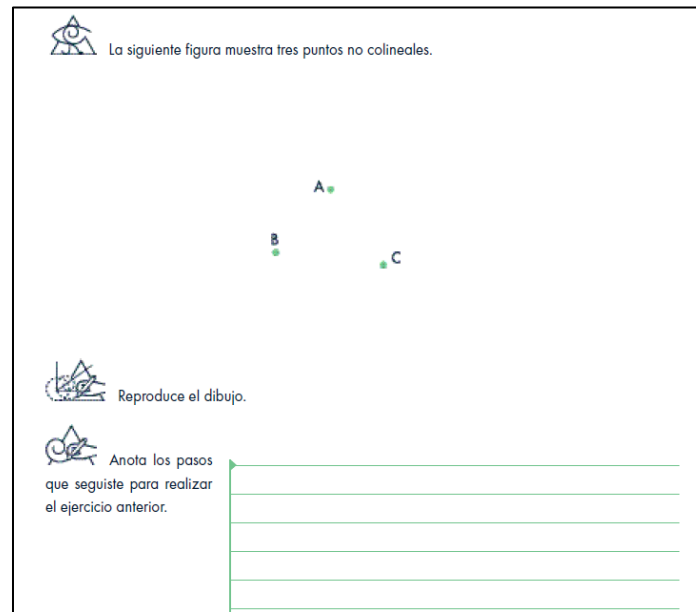 La siguiente figura muestra tres puntos no colineales.
A
B
C
Reproduce el dibujo.
Anota los pasos
que seguiste para realizar
el ejercicio anterior.